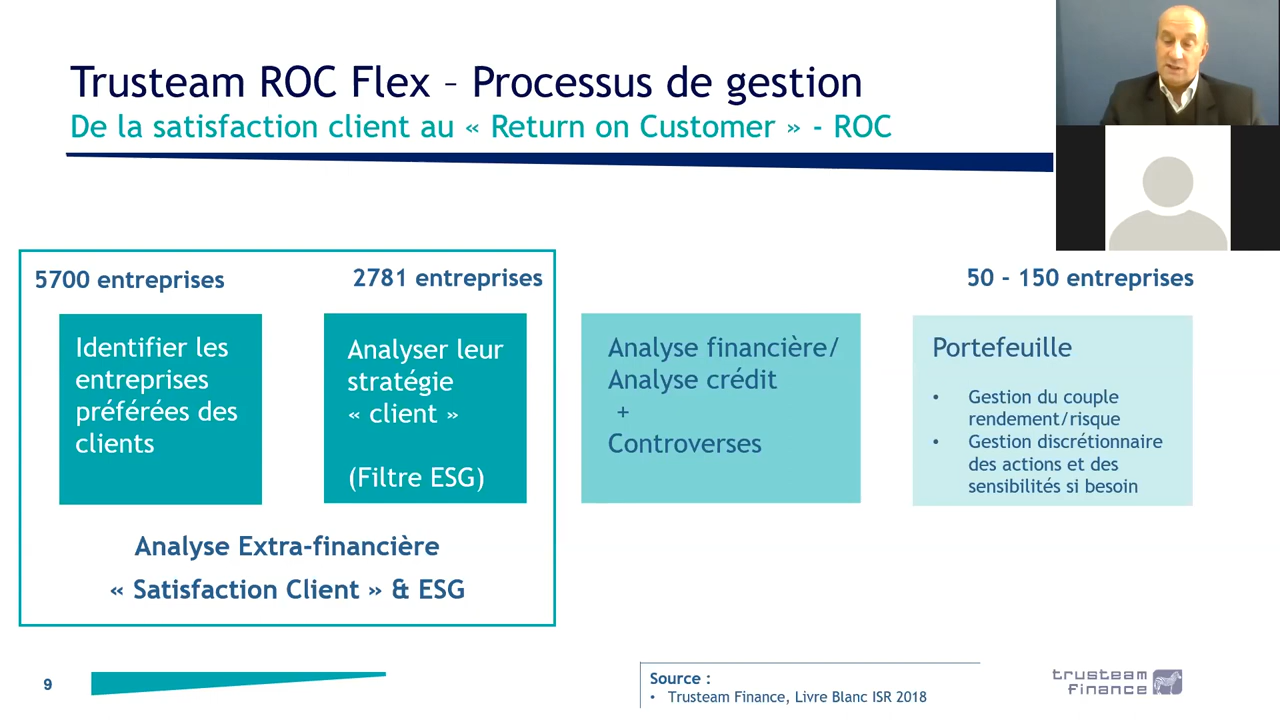 Trusteam ROC Flex – Processus de gestion
De la satisfaction client au « Return on Customer » - ROC
5700 entreprises
2781 entreprises
50 - 150 entreprises
Identifier les
entreprises
préférées des
clients
Analyser leur
stratégie
« client »
(Filtre ESG)
Analyse financière/
Analyse crédit
+
Controverses
Portefeuille
• Gestion du couple
rendement/risque
• Gestion discrétionnaire
des actions et des
sensibilités si besoin
Analyse Extra-financière
« Satisfaction Client » & ESG
9
Source :
• Trusteam Finance, Livre Blanc ISR 2018
trusteam
finance